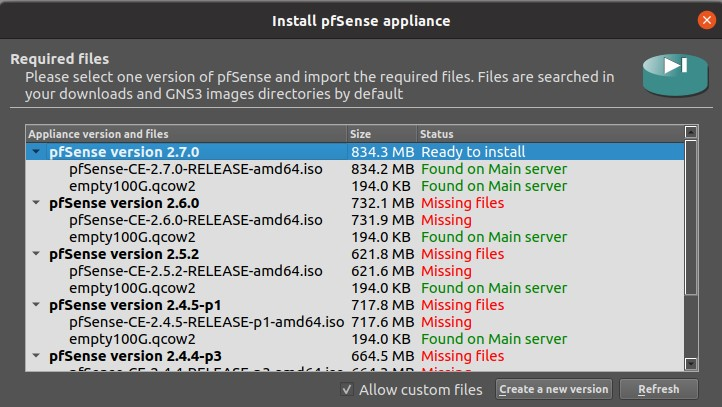 Install pfSense appliance
Required files
Please select one version of pfSense and import the required files. Files are searched in
your downloads and GNS3 images directories by default
Appliance version and files Size Status
pfSense version 2.7.0 834.3 MB Ready to install
pfSense-CE-2.7.0-RELEASE-amd64.iso 834.2 MB Found on Main server
empty100G.qcow2 194.0 KB Found on Main server
pfSense version 2.6.0 732.1 MB Missing files
pfSense-CE-2.6.0-RELEASE-amd64.iso 731.9 MB Missing
empty100G.qcow2 194.0 KB Found on Main server
pfSense version 2.5.2 621.8 MB Missing files
pfSense-CE-2.5.2-RELEASE-amd64.iso 621.6 MB Missing
empty100G.qcow2 194.0 KB Found on Main server
pfSense version 2.4.5-p1 717.8 MB Missing files
pfSense-CE-2.4.5-RELEASE-p1-amd64.iso 717.6 MB Missing
empty100G.qcow2 194.0 KB Found on Main server
pfSense version 2.4.4-p3 664.5 MB Missing files
Allow custom files Create a new version Refresh